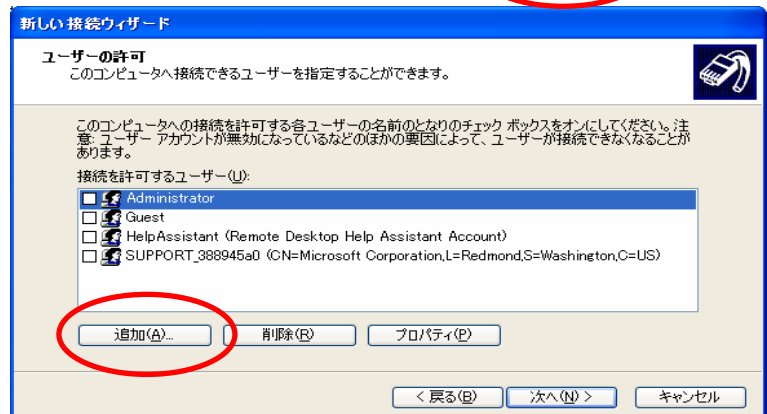 新しい接続ウィザード
ユーザーの許可
このコンピュータへ接続できるユーザーを指定することができます。
このコンピュータへの接続を許可する各ユーザーの名前のとなりのチェック ボックスをオンにしてください。注
意: ユーザー アカウントが無効になっているなどのほかの要因によって、ユーザーが接続できなくなることが
あります。
接続を許可するユーザー(U):
Administrator
Guest
HelpAssistant (Remote Desktop Help Assistant Account)
SUPPORT_388945a0 (CN=Microsoft Corporation,L=Redmond,S=Washington,C=US)
追加(A)... 削除(R) プロパティ(P)
< 戻る(B) 次へ(N) > キャンセル